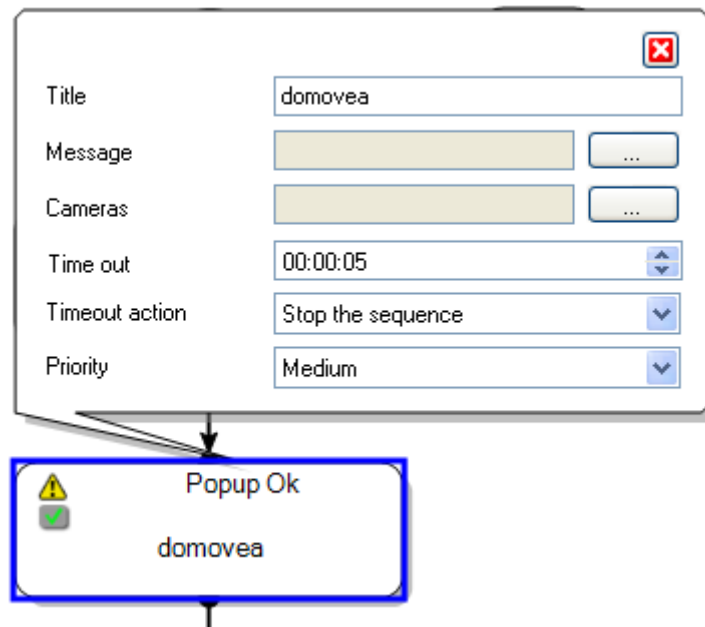 Title domovea
Message ...
Cameras ...
Time out 00:00:05
Timeout action Stop the sequence
Priority Medium
Popup Ok
domovea